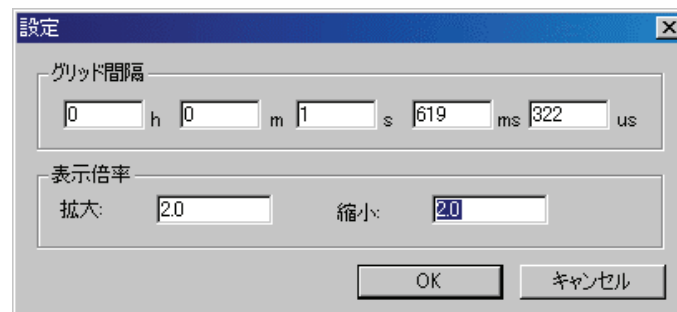 設定
グリッド間隔
0 h 0 m 1 s 619 ms 322 us
表示倍率
拡大: 2.0 縮小: 2.0
OK キャンセル